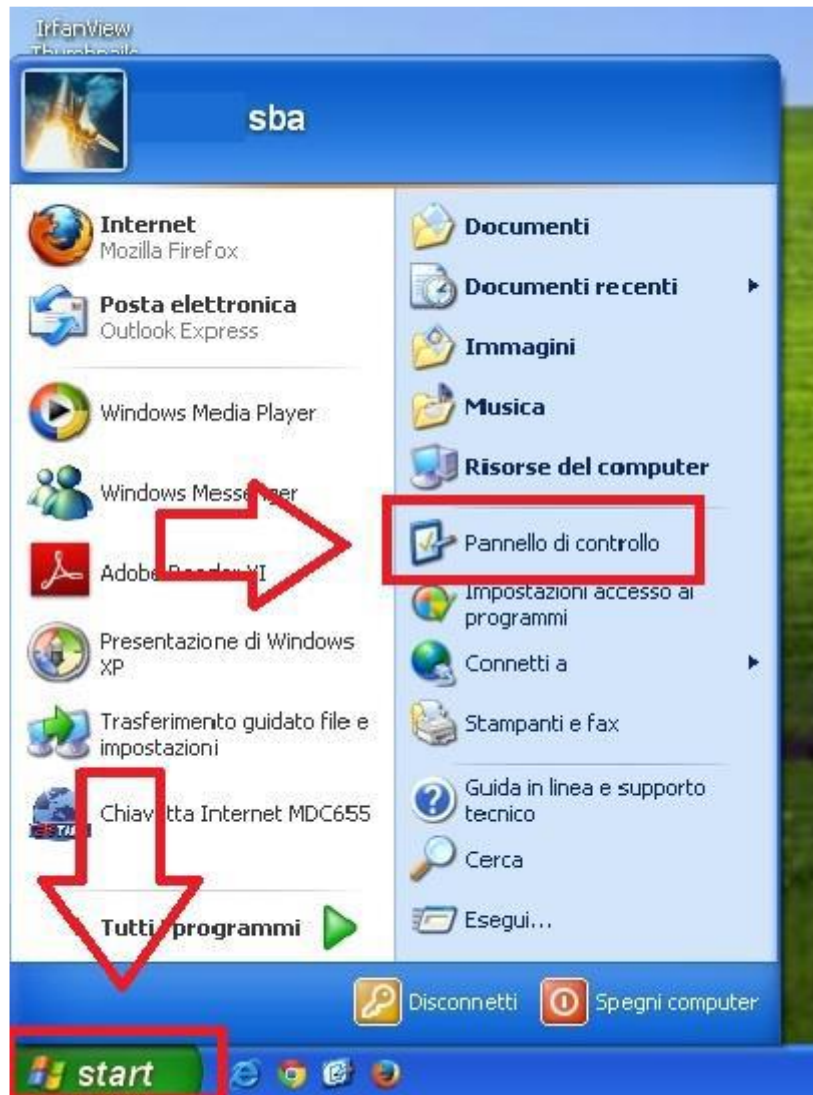 IrfanView
Thumbnails
sba
Internet
Mozilla Firefox
Posta elettronica
Outlook Express
Windows Media Player
Windows Messenger
Adobe Reader XI
Presentazione di Windows
XP
Trasferimento guidato file e
impostazioni
Chiavetta Internet MDC655
Tutti i programmi
Documenti
Documenti recenti
Immagini
Musica
Risorse del computer
Pannello di controllo
Impostazioni accesso ai
programmi
Connetti a
Stampanti e fax
Guida in linea e supporto
tecnico
Cerca
Esegui...
Disconnetti
Spegni computer
start